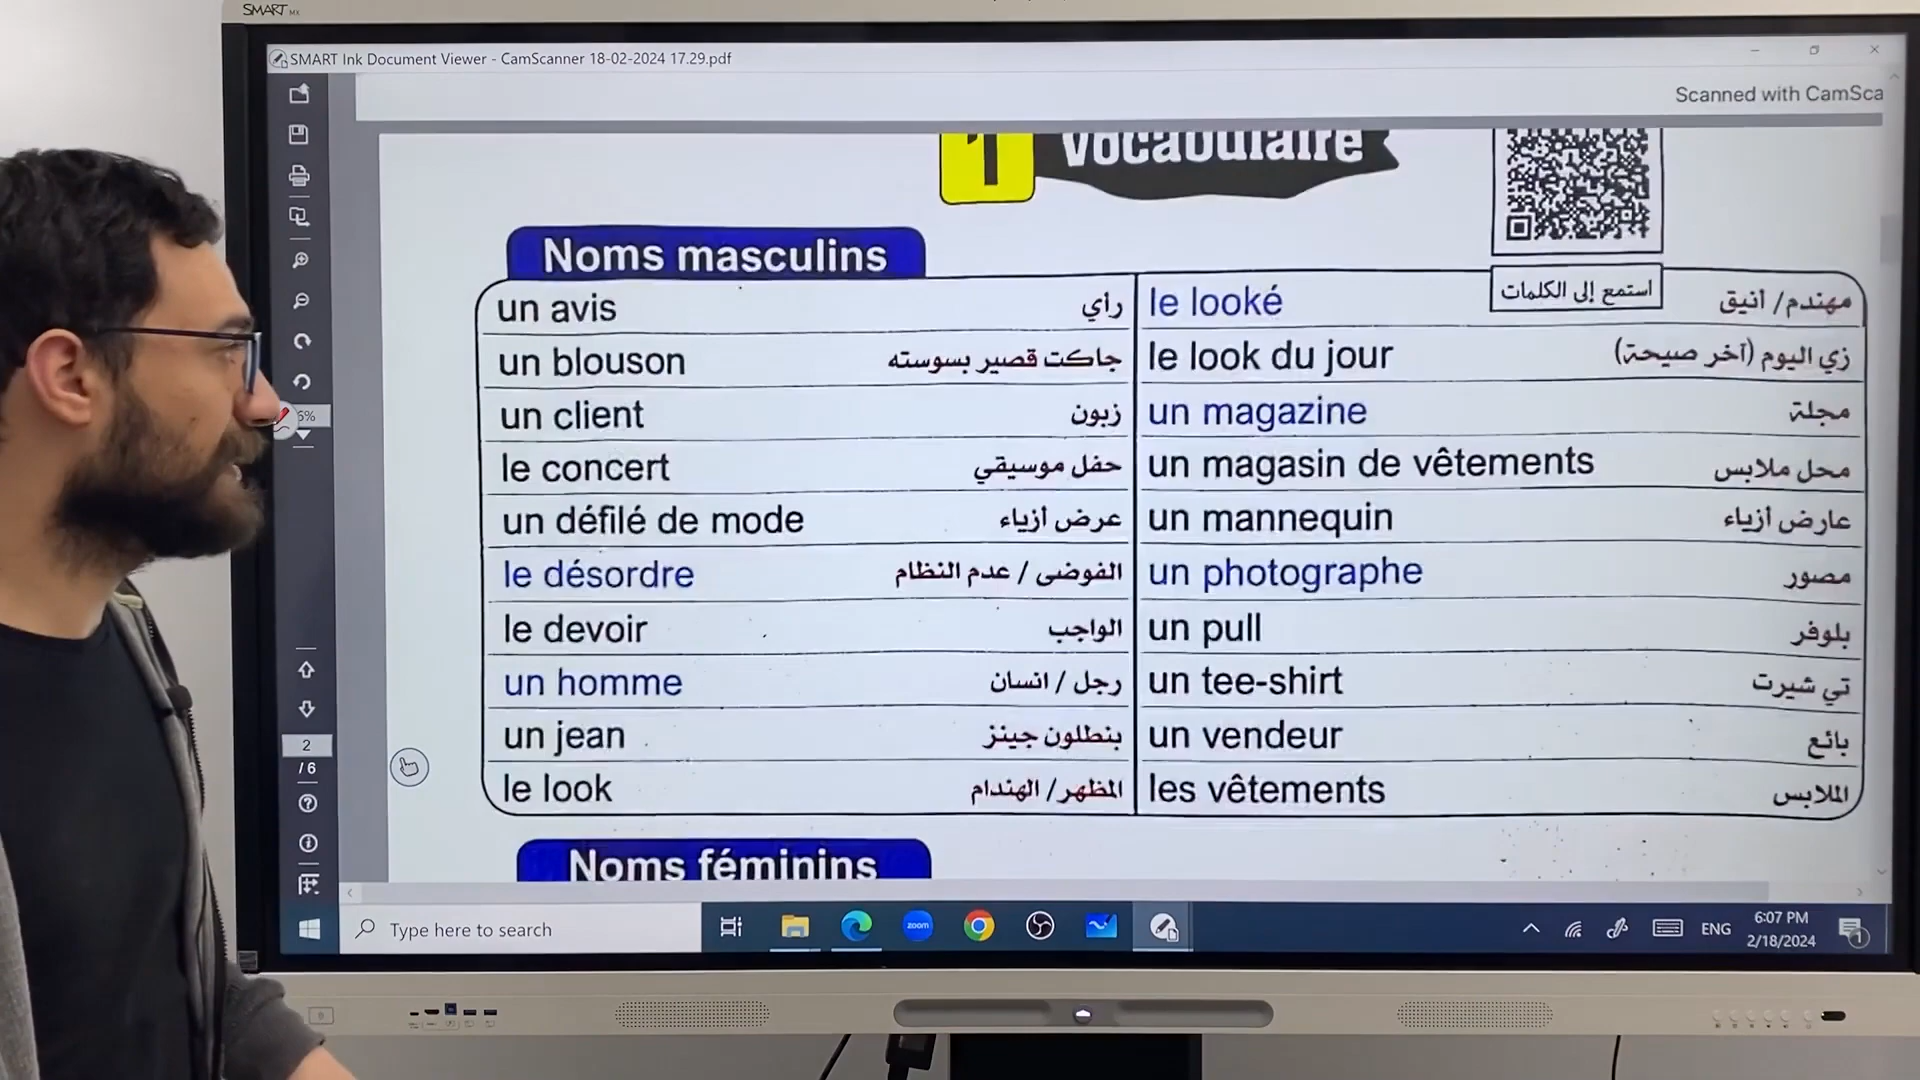 SMART MX
SMART Ink Document Viewer - CamScanner 18-02-2024 17.29.pdf
Scanned with CamSca
1 Vocabulaire
Noms masculins
استمع إلى الكلمات
un avis رأي
un blouson جاكت قصير بسوسته
un client زبون
le concert حفل موسيقي
un défilé de mode عرض أزياء
le désordre الفوضى / عدم النظام
le devoir الواجب
un homme رجل / انسان
un jean بنطلون جينز
le look المظهر/ الهندام
le looké مهندم/ أنيق
le look du jour زي اليوم (آخر صيحة)
un magazine مجلة
un magasin de vêtements محل ملابس
un mannequin عارض أزياء
un photographe مصور
un pull بلوفر
un tee-shirt تي شيرت
un vendeur بائع
les vêtements الملابس
Noms féminins
2
/ 6
Type here to search
zoom
ENG
6:07 PM
2/18/2024
1